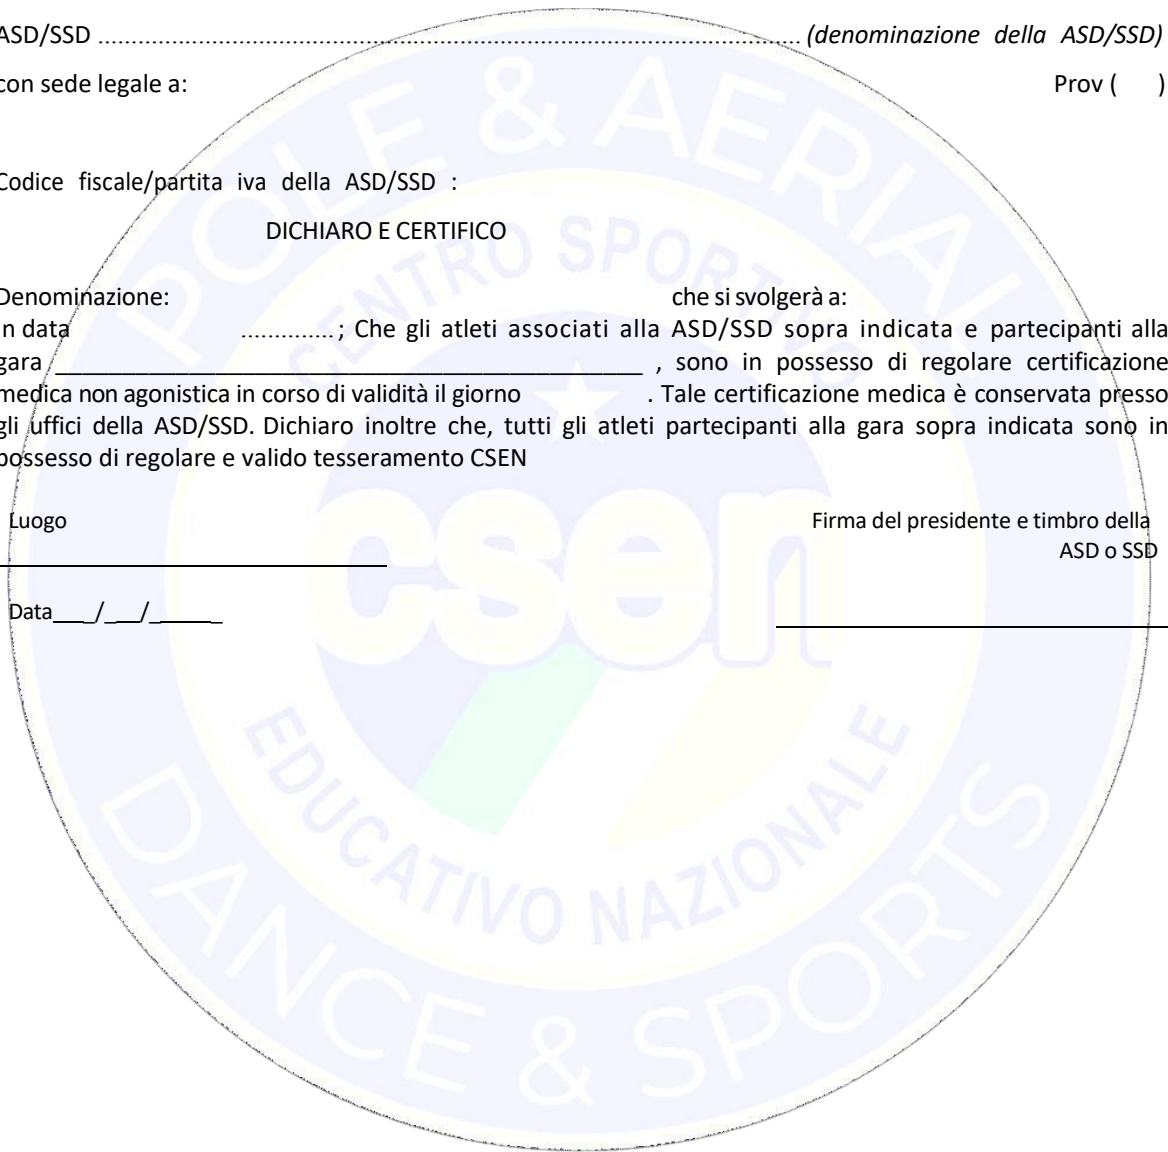 ASD/SSD ........................................................................................................... (denominazione della ASD/SSD)
con sede legale a: Prov ( )
Codice fiscale/partita iva della ASD/SSD :
DICHIARO E CERTIFICO
Denominazione: che si svolgerà a:
in data .............; Che gli atleti associati alla ASD/SSD sopra indicata e partecipanti alla
gara ____________________________________________ , sono in possesso di regolare certificazione
medica non agonistica in corso di validità il giorno . Tale certificazione medica è conservata presso
gli uffici della ASD/SSD. Dichiaro inoltre che, tutti gli atleti partecipanti alla gara sopra indicata sono in
possesso di regolare e valido tesseramento CSEN
Luogo Firma del presidente e timbro della
ASD o SSD
Data___/___/______
POLE & AERIAL
CENTRO SPORTIVO
csen
EDUCATIVO NAZIONALE
DANCE & SPORTS